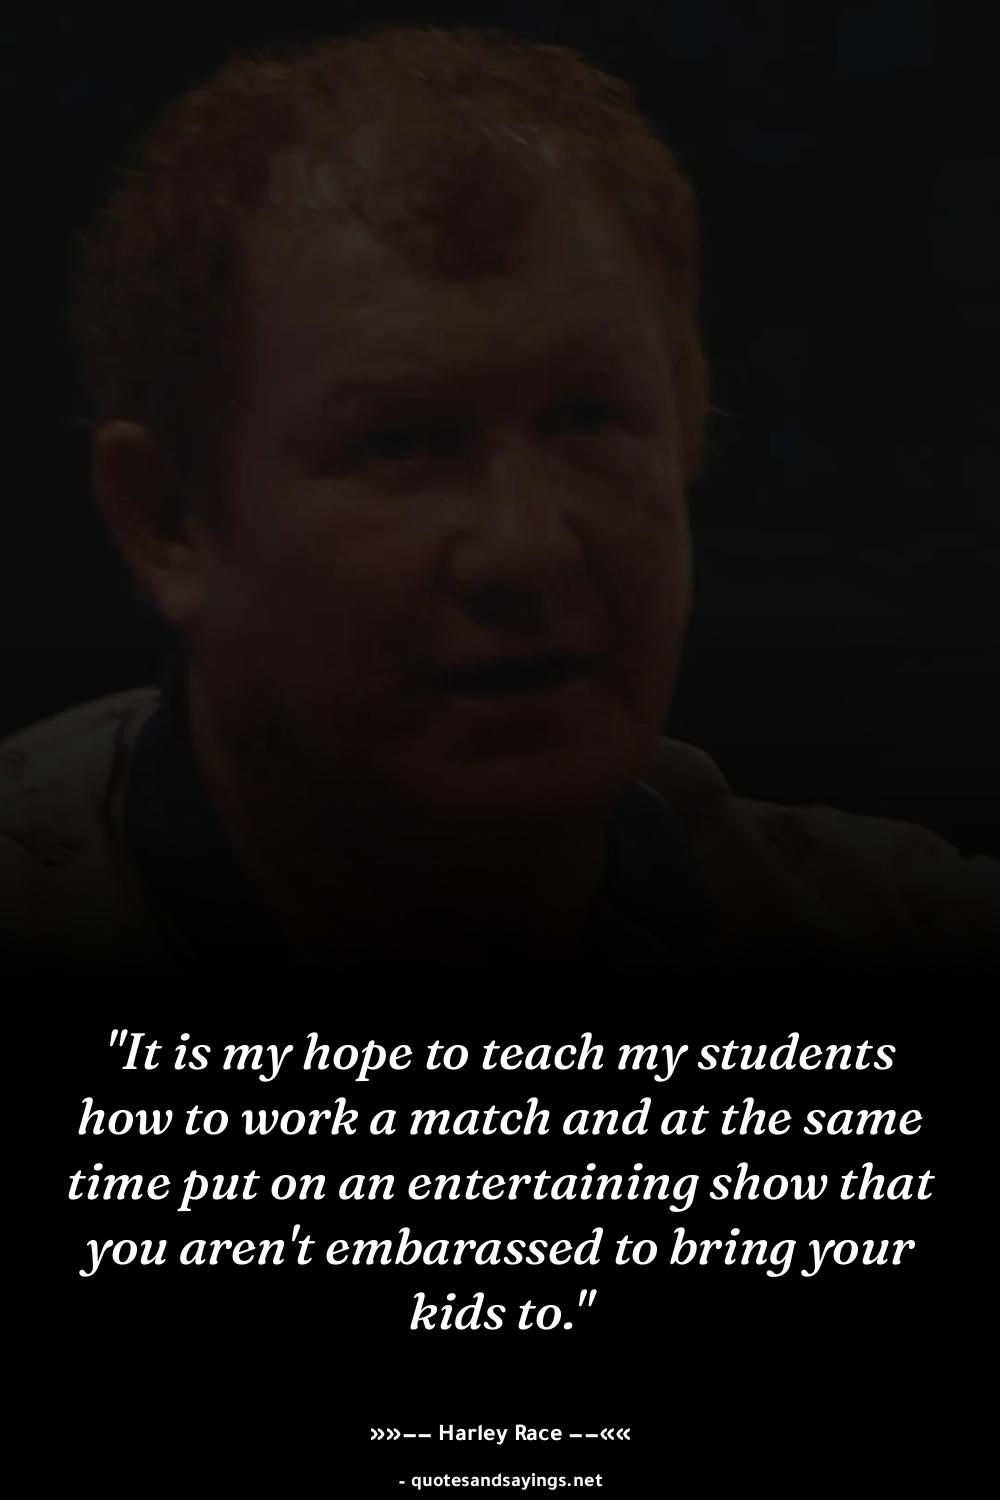 "It is my hope to teach my students
how to work a match and at the same
time put on an entertaining show that
you aren't embarassed to bring your
kids to."
»»–– Harley Race ––««
- quotesandsayings.net